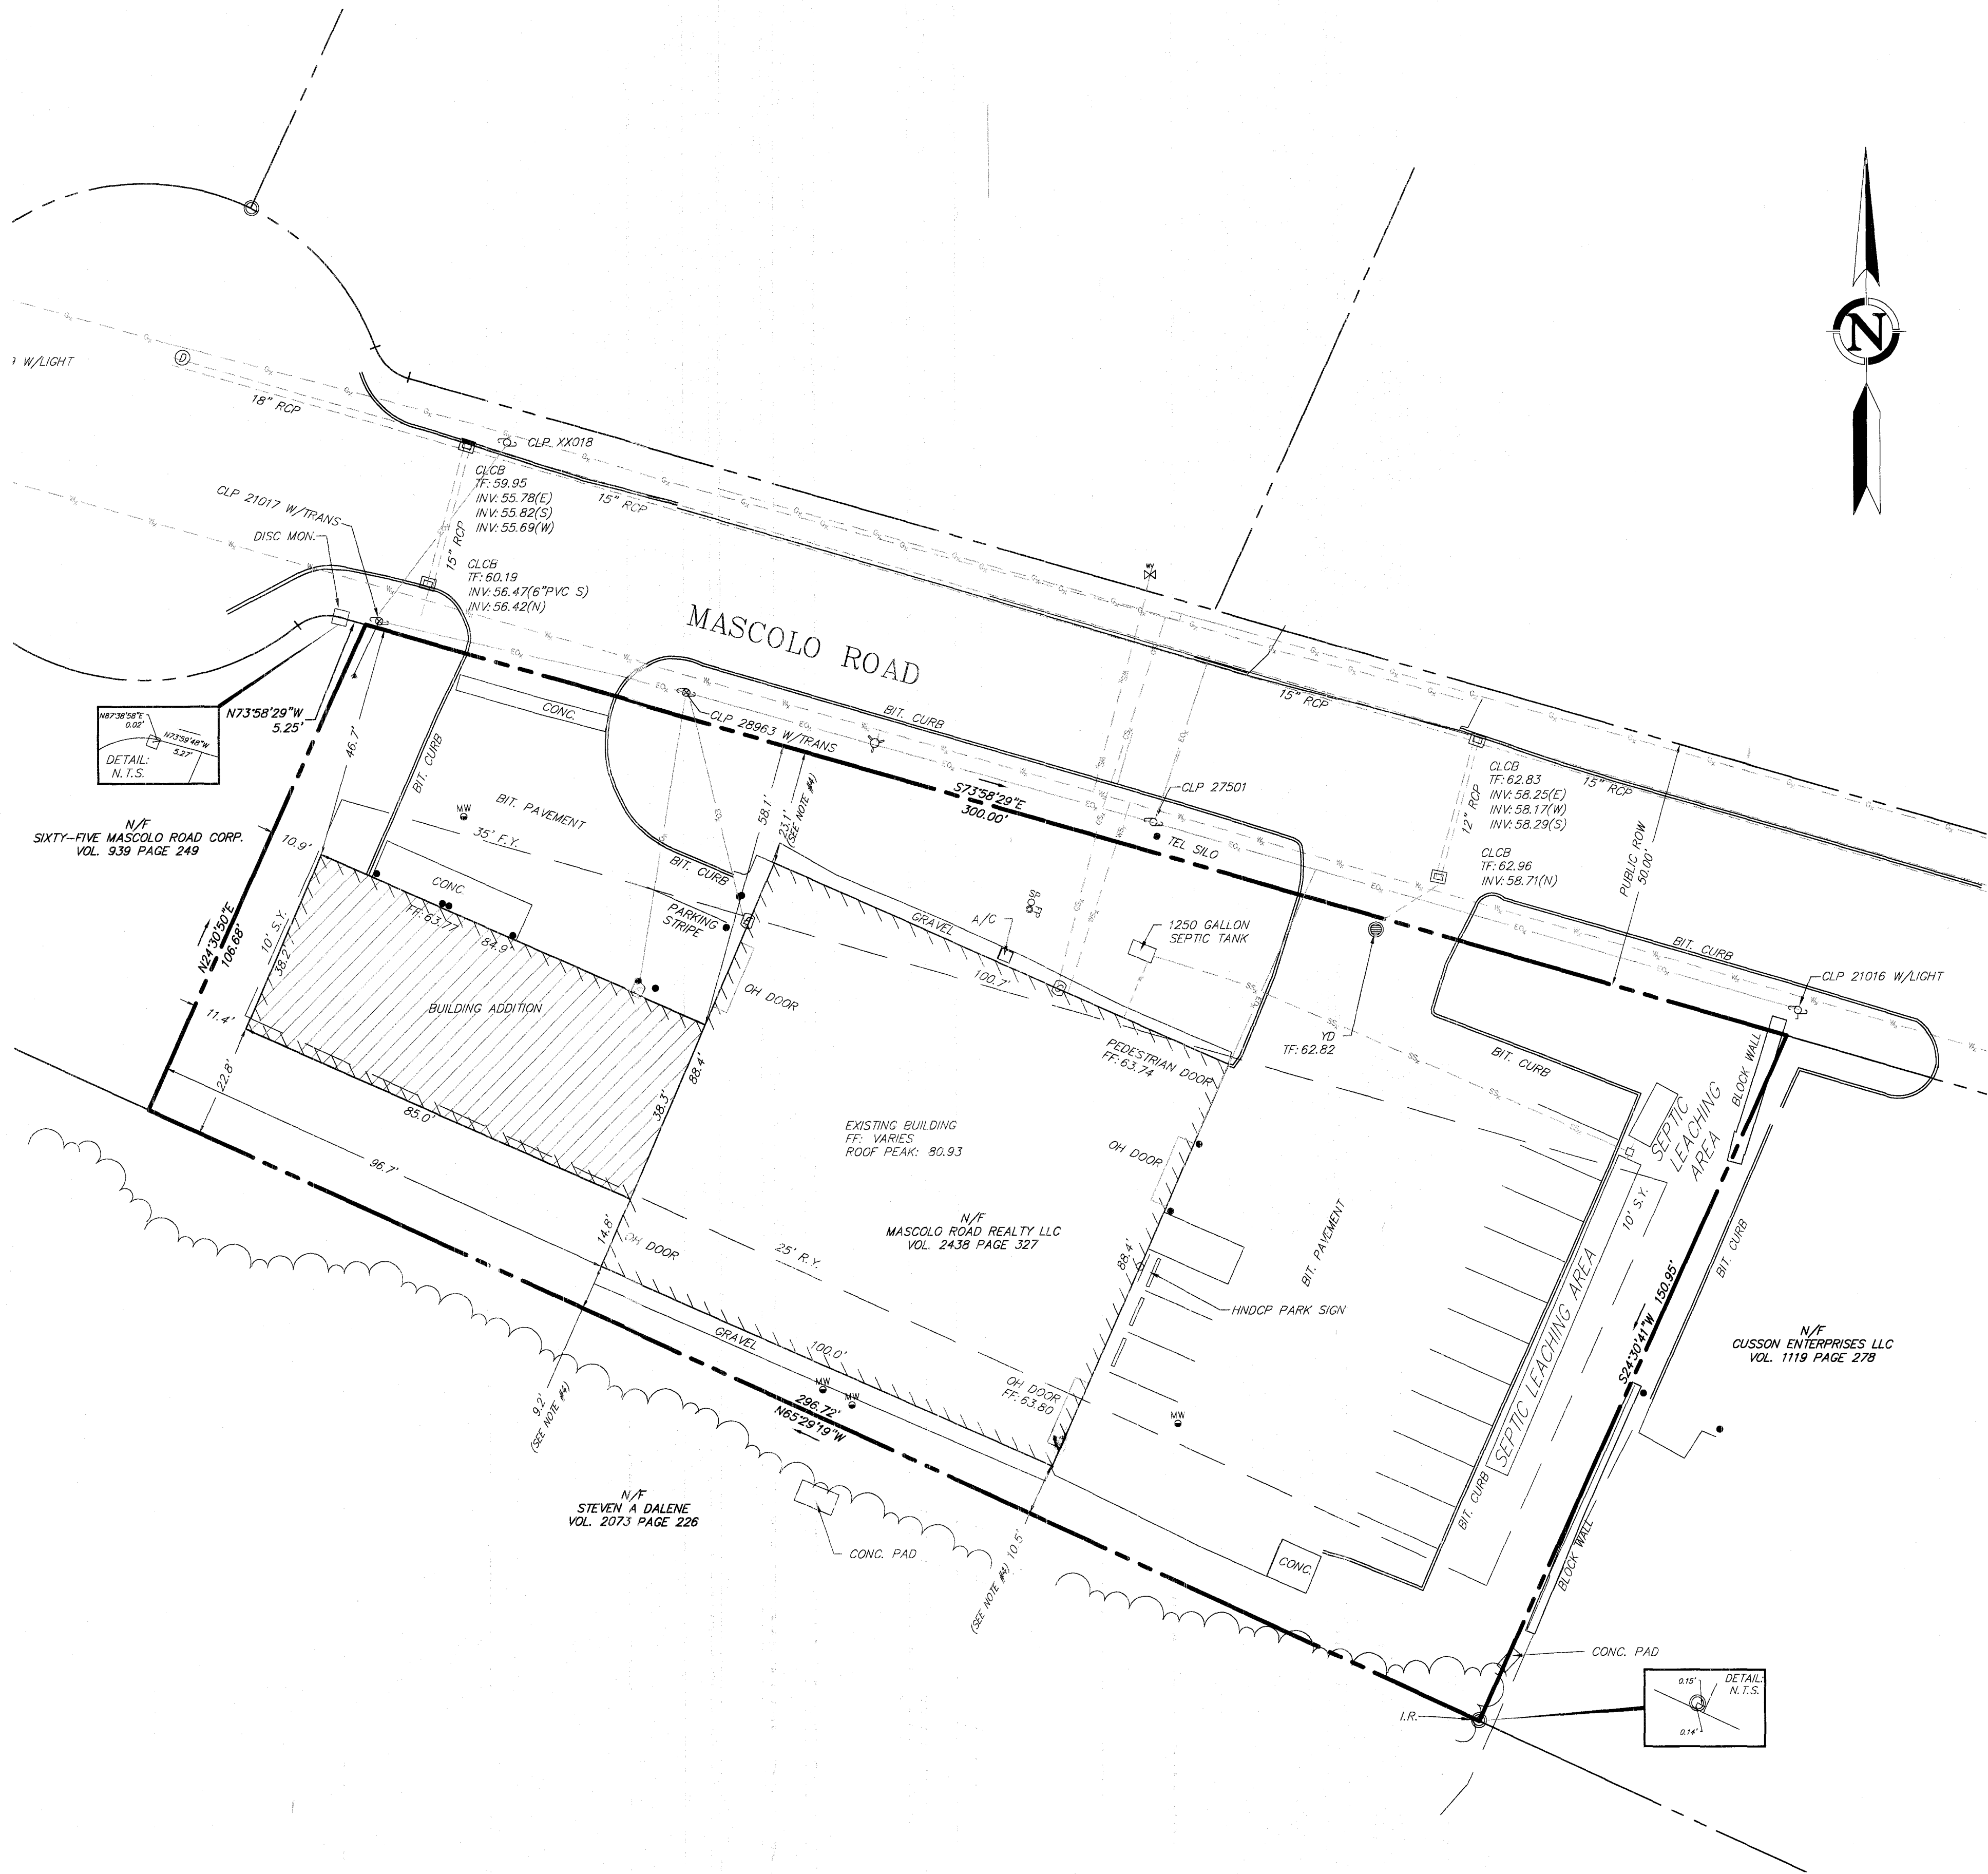 N
W/LIGHT
D
18" RCP
CLP XX018
CLCB
TF: 59.95
INV: 55.78(E)
INV: 55.82(S)
INV: 55.69(W)
15" RCP
CLP 21017 W/TRANS
DISC MON.
15" RCP
CLCB
TF: 60.19
INV: 56.47(6"PVC S)
INV: 56.42(N)
WV
MASCOLO ROAD
N87°38'58"E
0.02'
N73°59'48"W
5.27'
DETAIL:
N.T.S.
N73°58'29"W
5.25'
46.7'
BIT. CURB
CONC.
CLP 28963 W/TRANS
BIT. CURB
15" RCP
CLCB
TF: 62.83
INV: 58.25(E)
INV: 58.17(W)
INV: 58.29(S)
15" RCP
12" RCP
PUBLIC ROW
50.00'
S73°58'29"E
300.00'
CLP 27501
TEL SILO
CLCB
TF: 62.96
INV: 58.71(N)
N/F
SIXTY-FIVE MASCOLO ROAD CORP.
VOL. 939 PAGE 249
MW
BIT. PAVEMENT
35' F.Y.
58.1'
23.1'
(SEE NOTE #4)
BIT. CURB
10.9'
CONC.
FF: 63.77
84.9'
PARKING
STRIPE
GRAVEL
A/C
1250 GALLON
SEPTIC TANK
N24°30'50"E
106.68'
10' S.Y.
38.2'
BUILDING ADDITION
OH DOOR
100.7'
YD
TF: 62.82
BIT. CURB
CLP 21016 W/LIGHT
11.4'
22.8'
85.0'
96.7'
88.4'
38.3'
PEDESTRIAN DOOR
FF: 63.74
BIT. CURB
BLOCK WALL
SEPTIC
LEACHING
AREA
EXISTING BUILDING
FF: VARIES
ROOF PEAK: 80.93
OH DOOR
N/F
MASCOLO ROAD REALTY LLC
VOL. 2438 PAGE 327
14.8'
OH DOOR
25' R.Y.
88.4'
BIT. PAVEMENT
10' S.Y.
SEPTIC LEACHING AREA
BIT. CURB
HNDCP PARK SIGN
S24°30'41"W 150.95'
N/F
CUSSON ENTERPRISES LLC
VOL. 1119 PAGE 278
GRAVEL
100.0'
9.2'
(SEE NOTE #4)
MW
MW
296.72'
N65°29'19"W
OH DOOR
FF: 63.80
MW
N/F
STEVEN A DALENE
VOL. 2073 PAGE 226
CONC. PAD
(SEE NOTE #4) 10.5'
CONC.
BIT. CURB
BLOCK WALL
CONC. PAD
I.R.
0.15'
0.14'
DETAIL:
N.T.S.